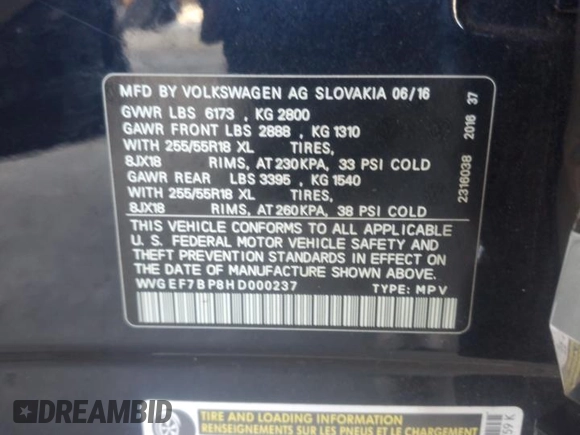 MFD BY VOLKSWAGEN AG SLOVAKIA 06/16
GVWR LBS 6173 , KG 2800
GAWR FRONT LBS 2888 , KG 1310
WITH 255/55R18 XL TIRES,
8JX18 RIMS, AT 230KPA, 33 PSI COLD
GAWR REAR LBS 3395 , KG 1540
WITH 255/55R18 XL TIRES,
8JX18 RIMS, AT 260KPA, 38 PSI COLD
THIS VEHICLE CONFORMS TO ALL APPLICABLE
U. S. FEDERAL MOTOR VEHICLE SAFETY AND
THEFT PREVENTION STANDARDS IN EFFECT ON
THE DATE OF MANUFACTURE SHOWN ABOVE.
WVGEF7BP8HD000237 TYPE: MPV
2316038 2016 37
TIRE AND LOADING INFORMATION
RENSEIGNEMENTS SUR LES PNEUS ET LE CHARGEMENT
DREAMBID